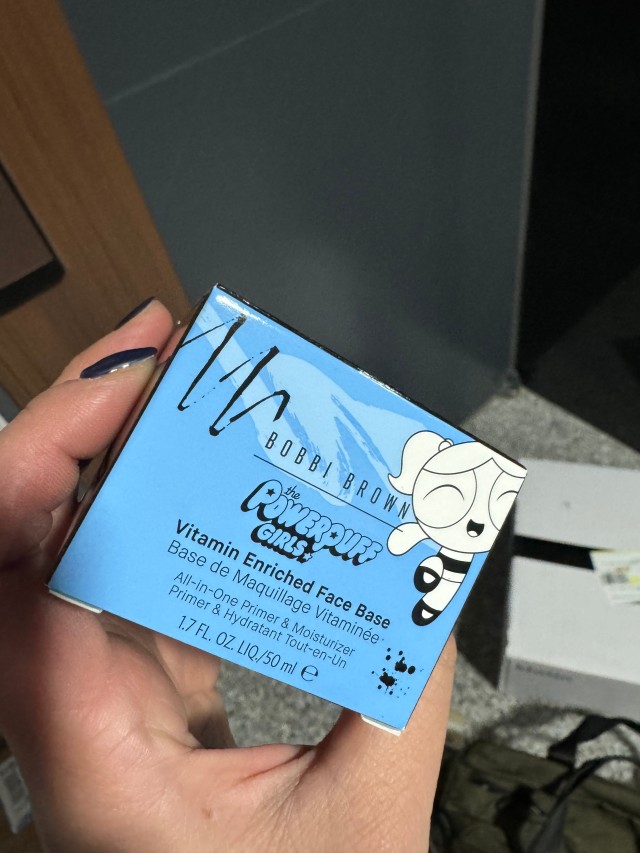 BOBBI BROWN
the
POWERPUFF
GIRLS
Vitamin Enriched Face Base
Base de Maquillage Vitaminée
All-in-One Primer & Moisturizer
Primer & Hydratant Tout-en-Un
1.7 FL. OZ. LIQ./50 ml ℮